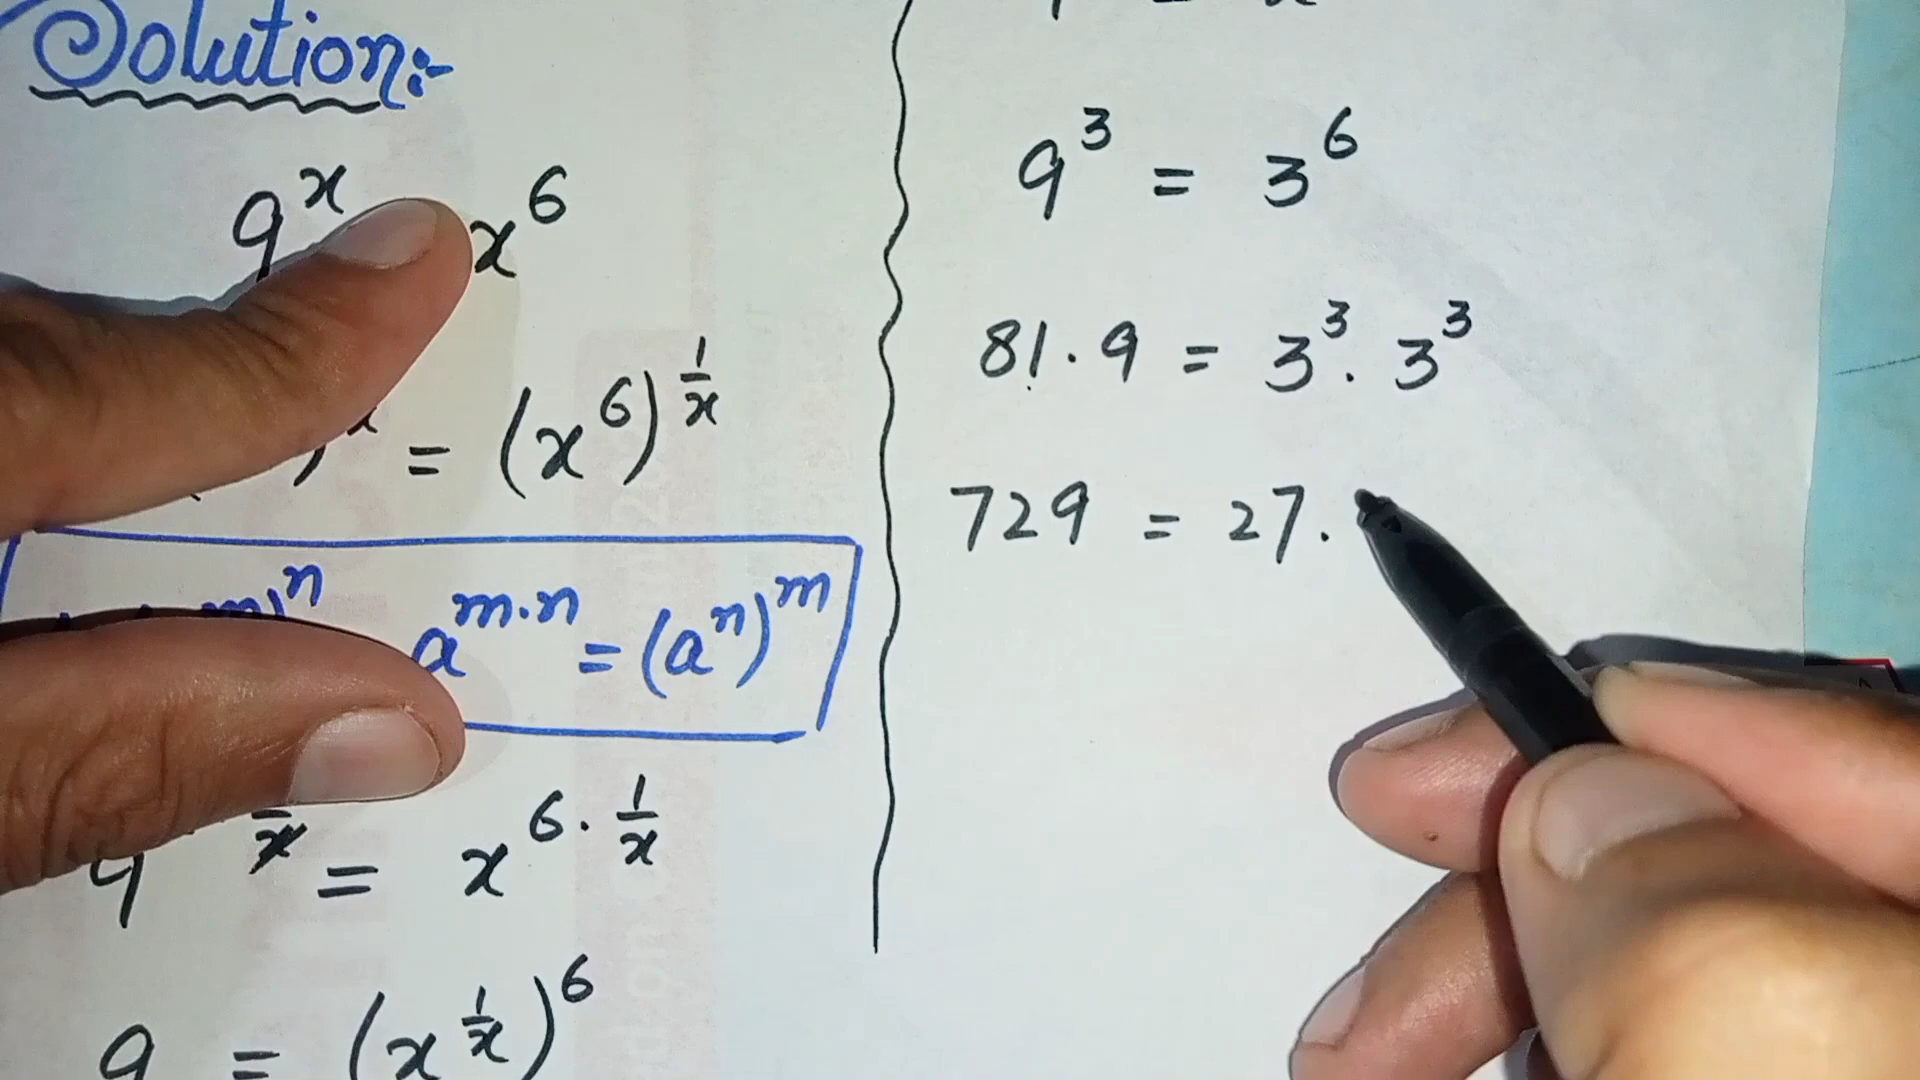 Solution:-
9^x x^6
= (x^6)^{1/x}
a^{m·n} = (a^n)^m
= x^{6 · 1/x}
9 = (x^{1/x})^6
9^3 = 3^6
81 . 9 = 3^3 . 3^3
729 = 27 .